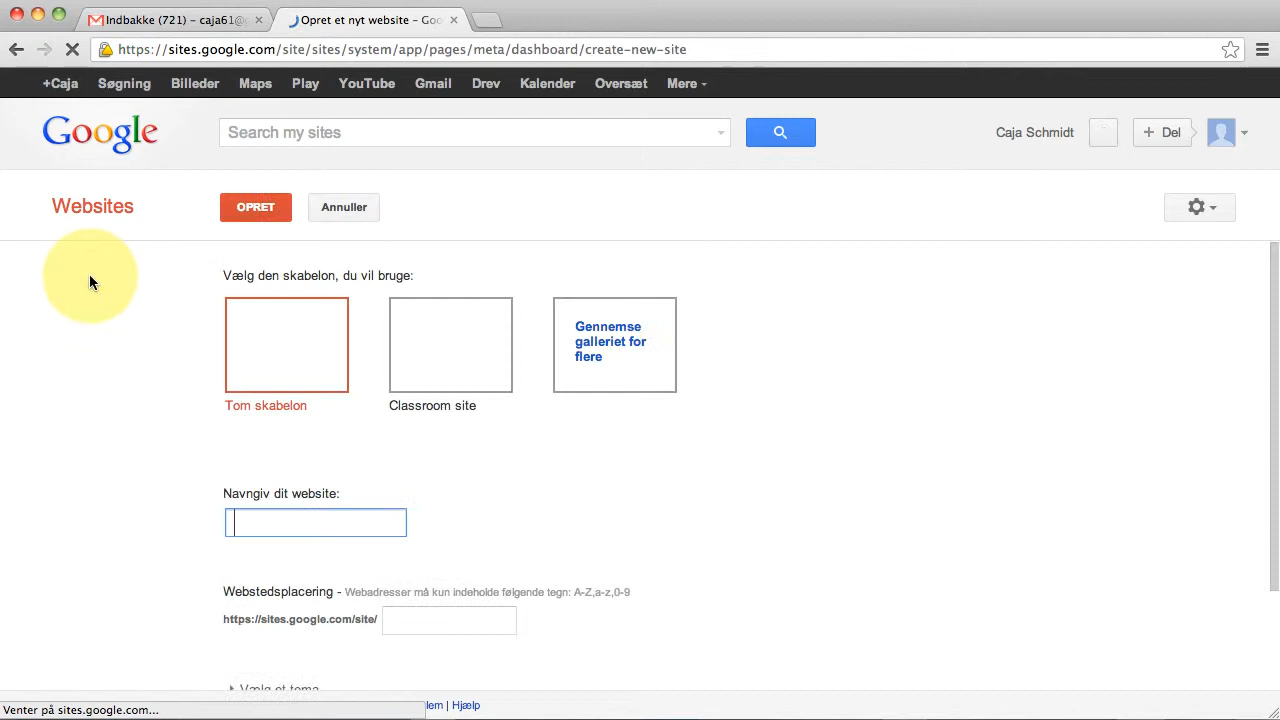 Indbakke (721) – caja61@g
Opret et nyt website – Goo
https://sites.google.com/site/sites/system/app/pages/meta/dashboard/create-new-site
+Caja Søgning Billeder Maps Play YouTube Gmail Drev Kalender Oversæt Mere
Google
Search my sites
Caja Schmidt
+ Del
Websites
OPRET
Annuller
Vælg den skabelon, du vil bruge:
Gennemse
galleriet for
flere
Tom skabelon
Classroom site
Navngiv dit website:
Webstedsplacering - Webadresser må kun indeholde følgende tegn: A-Z,a-z,0-9
https://sites.google.com/site/
Vælg et tema
Venter på sites.google.com...
lem | Hjælp